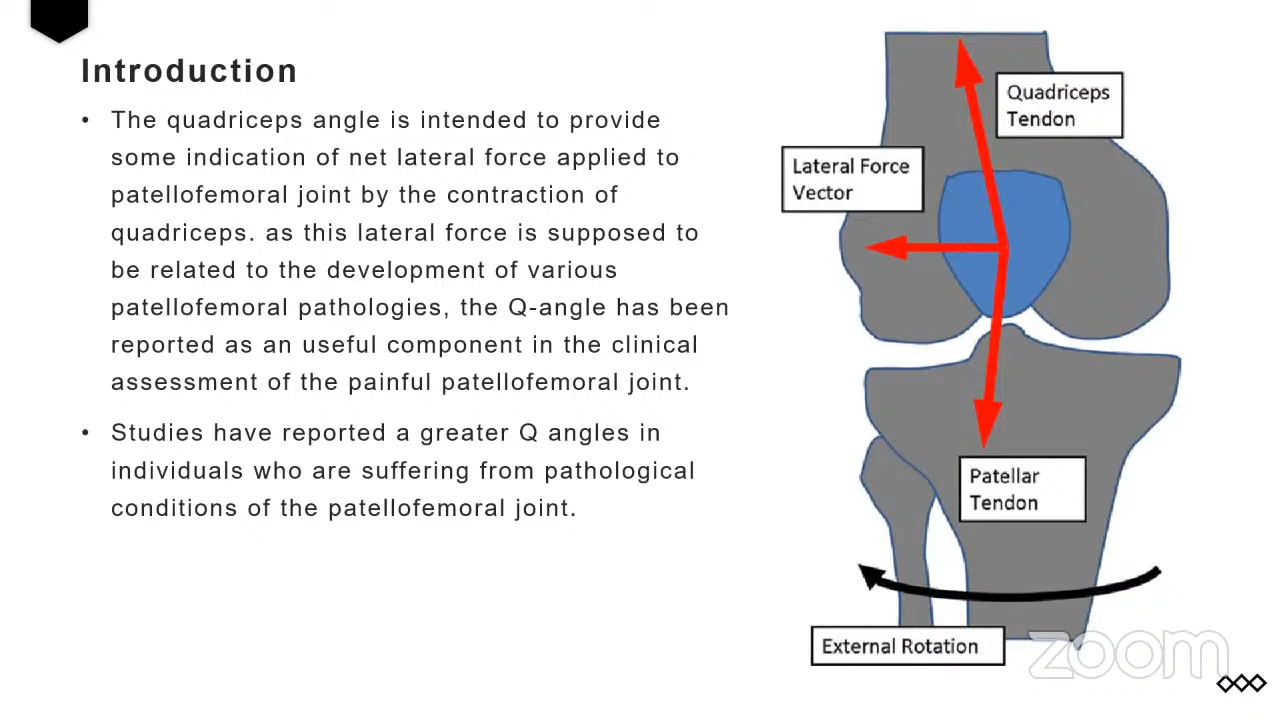 Introduction
• The quadriceps angle is intended to provide
some indication of net lateral force applied to
patellofemoral joint by the contraction of
quadriceps. as this lateral force is supposed to
be related to the development of various
patellofemoral pathologies, the Q-angle has been
reported as an useful component in the clinical
assessment of the painful patellofemoral joint.
• Studies have reported a greater Q angles in
individuals who are suffering from pathological
conditions of the patellofemoral joint.
Quadriceps
Tendon
Lateral Force
Vector
Patellar
Tendon
External Rotation
zoom